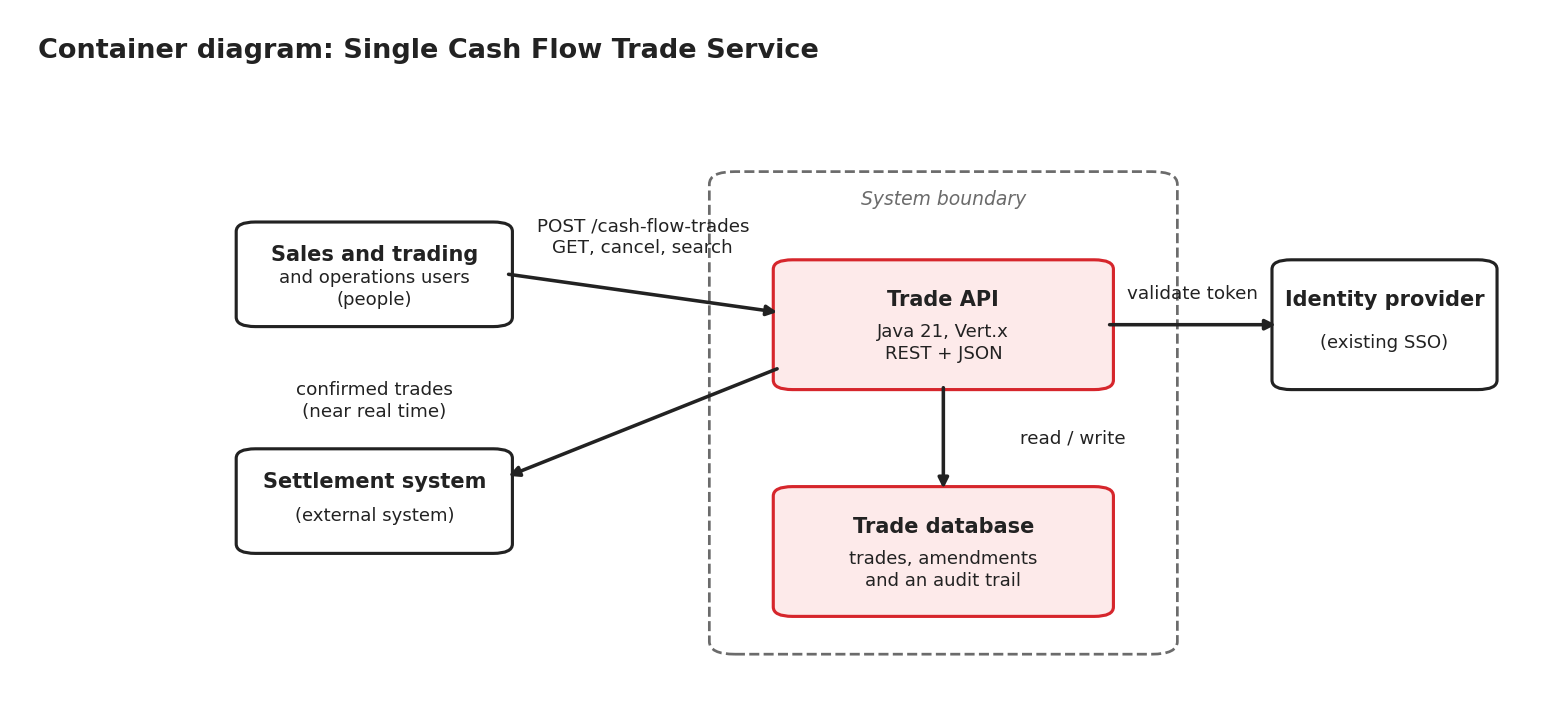 Container diagram: Single Cash Flow Trade Service
System boundary
Sales and trading
and operations users
(people)
POST /cash-flow-trades
GET, cancel, search
Trade API
Java 21, Vert.x
REST + JSON
validate token
Identity provider
(existing SSO)
confirmed trades
(near real time)
read / write
Settlement system
(external system)
Trade database
trades, amendments
and an audit trail